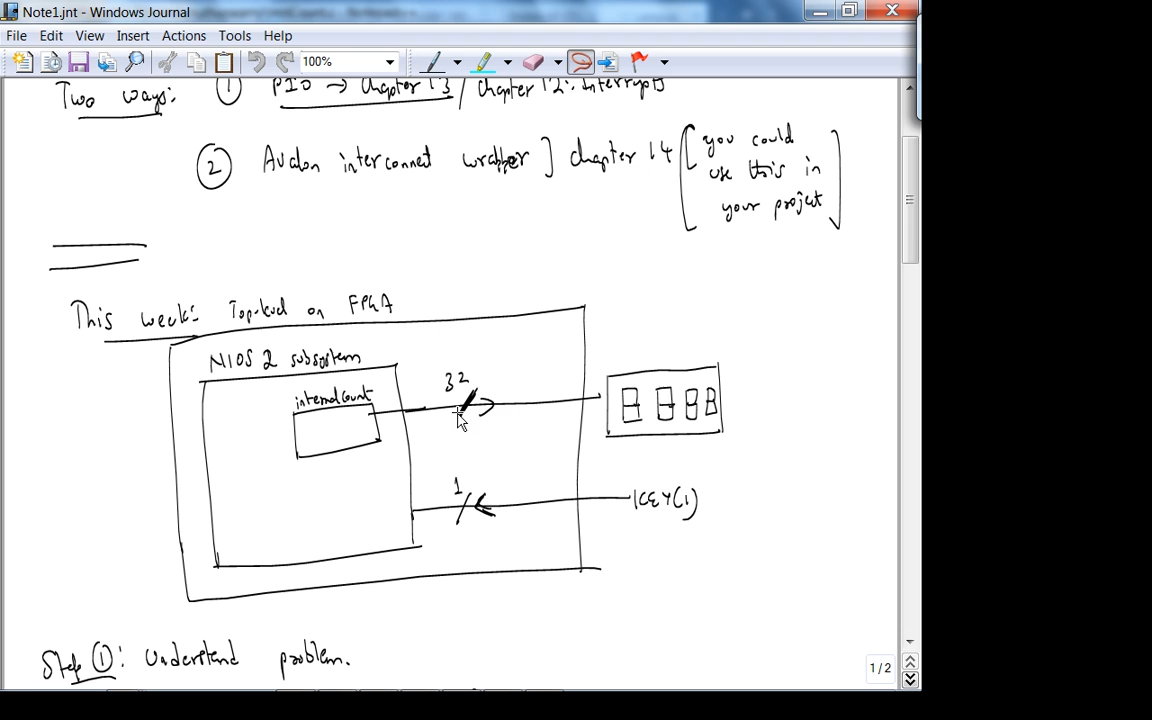 Note1.jnt - Windows Journal
File Edit View Insert Actions Tools Help
100%
Two ways: ① PIO → Chapter 13 / Chapter 12: Interrupts
② Avalon interconnect wrapper ] chapter 14 [ you could
use this in
your project ]
This week: Top-level on FPGA
NIOS 2 subsystem
internal count
32
1
KEY(1)
Step ①: Understand problem.
1 / 2